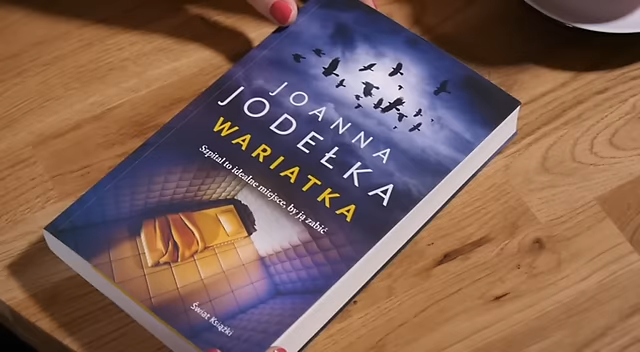 JOANNA
JODEŁKA
WARIATKA
Szpital to idealne miejsce, by ją zabić
Świat Książki